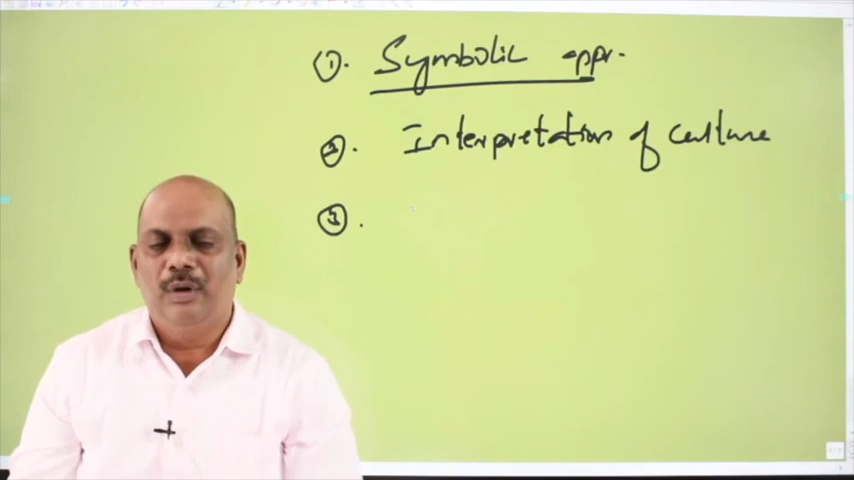 ①. Symbolic appr.
②. Interpretation of culture
③.